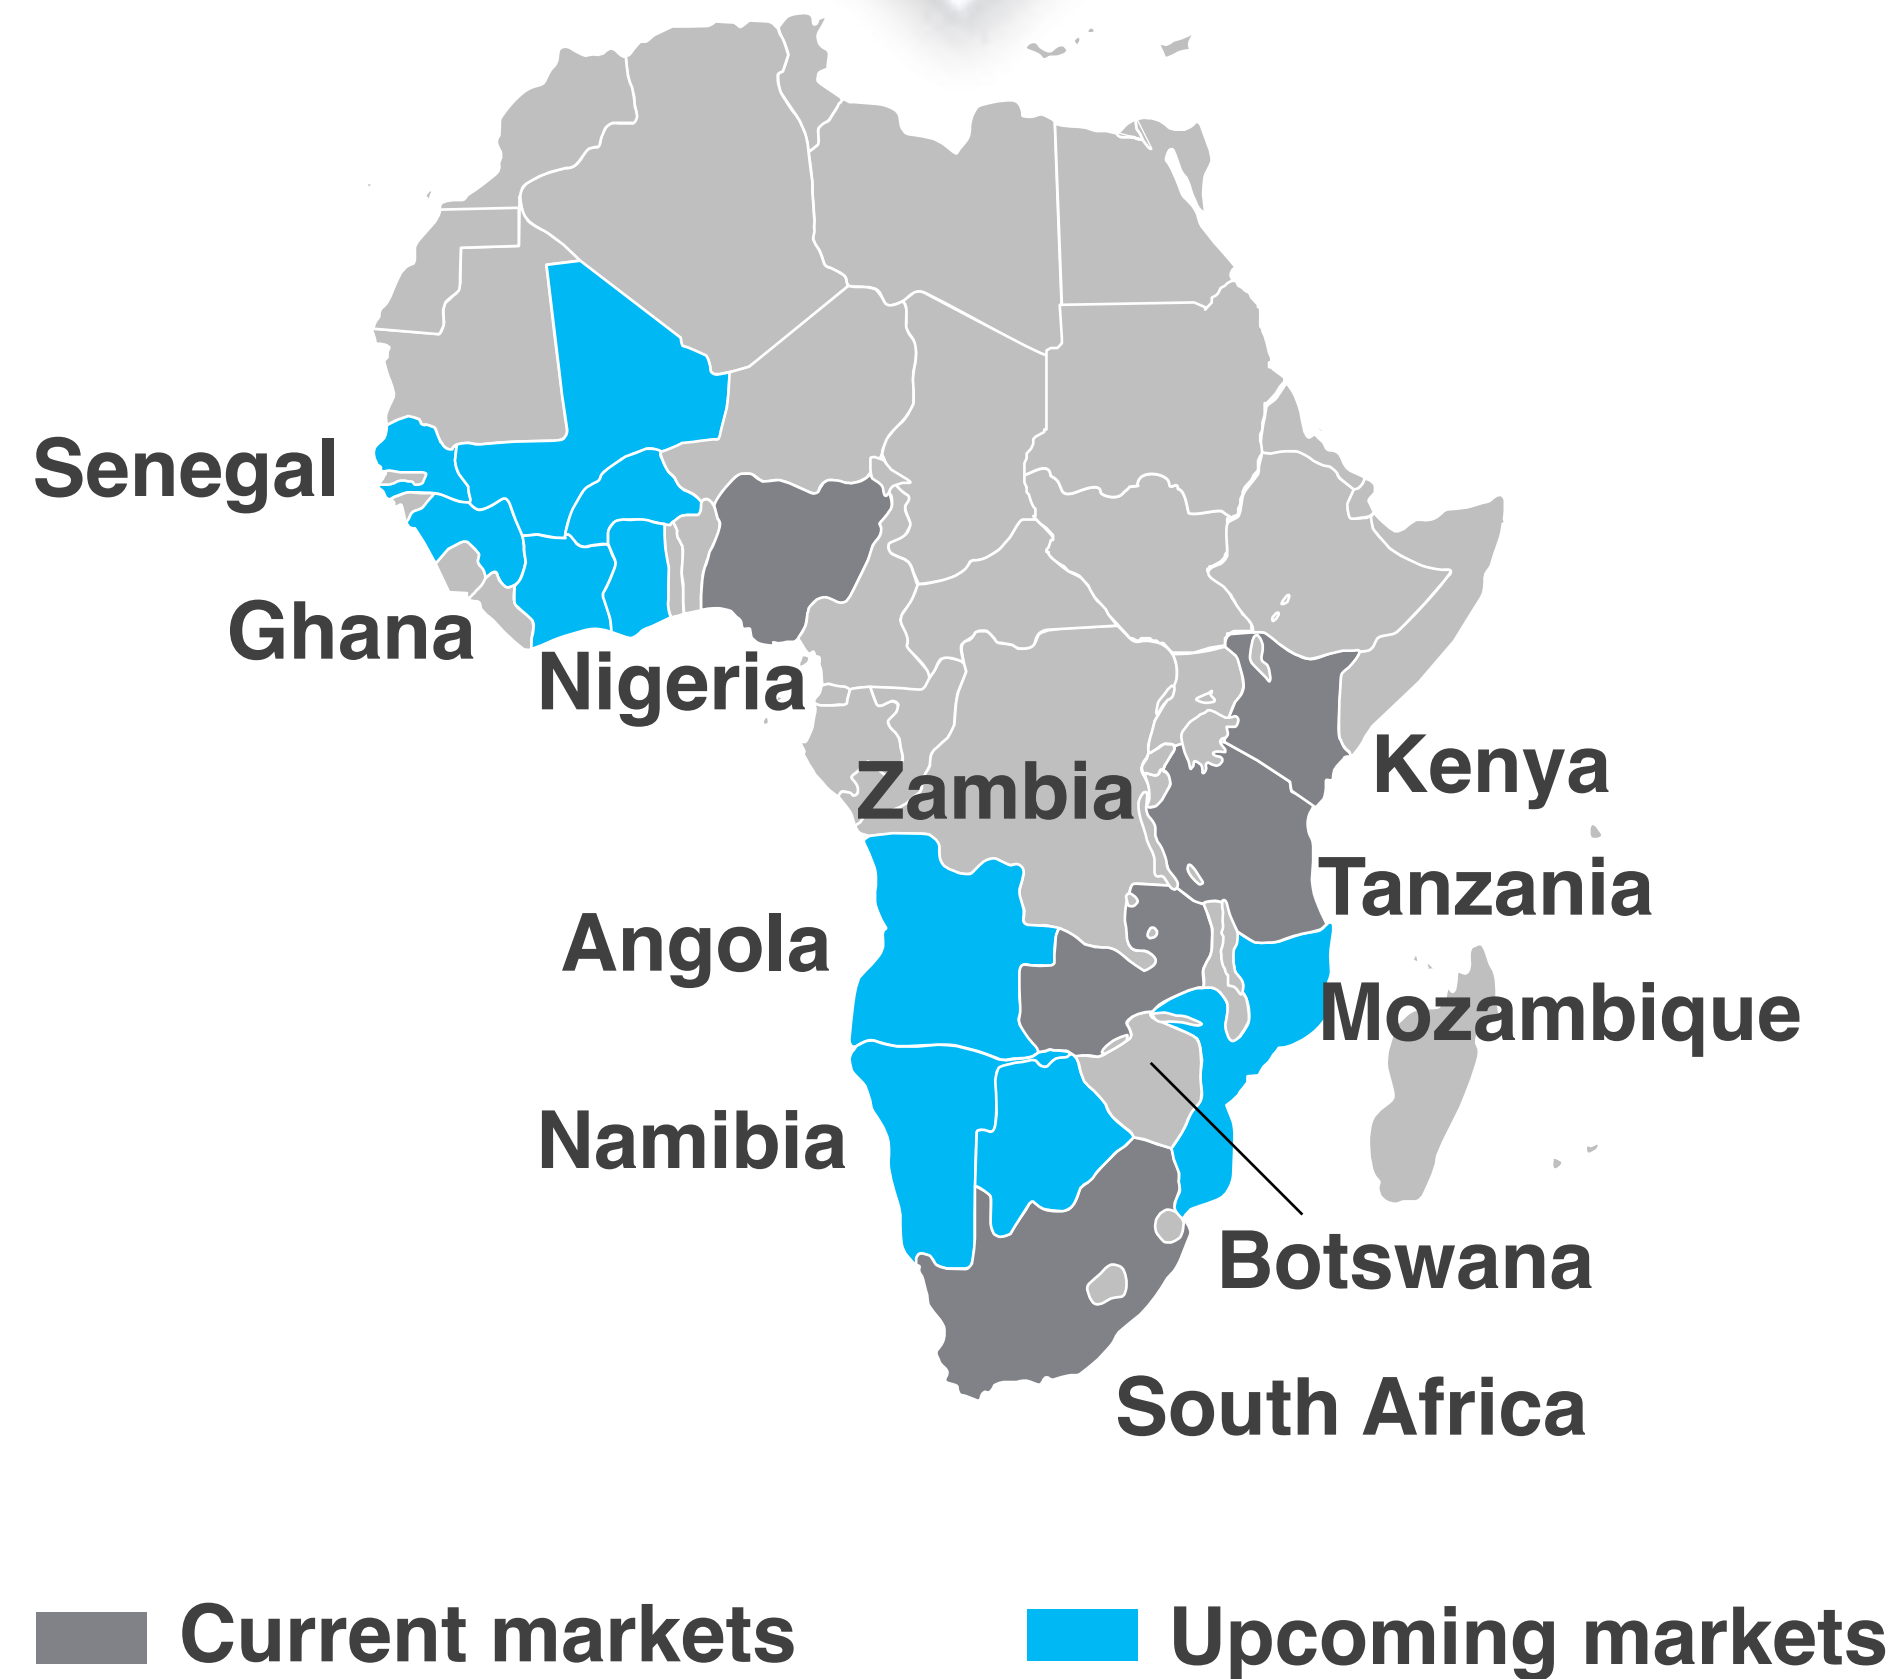 Senegal
Ghana
Nigeria
Zambia
Kenya
Tanzania
Angola
Mozambique
Namibia
Botswana
South Africa
Current markets
Upcoming markets